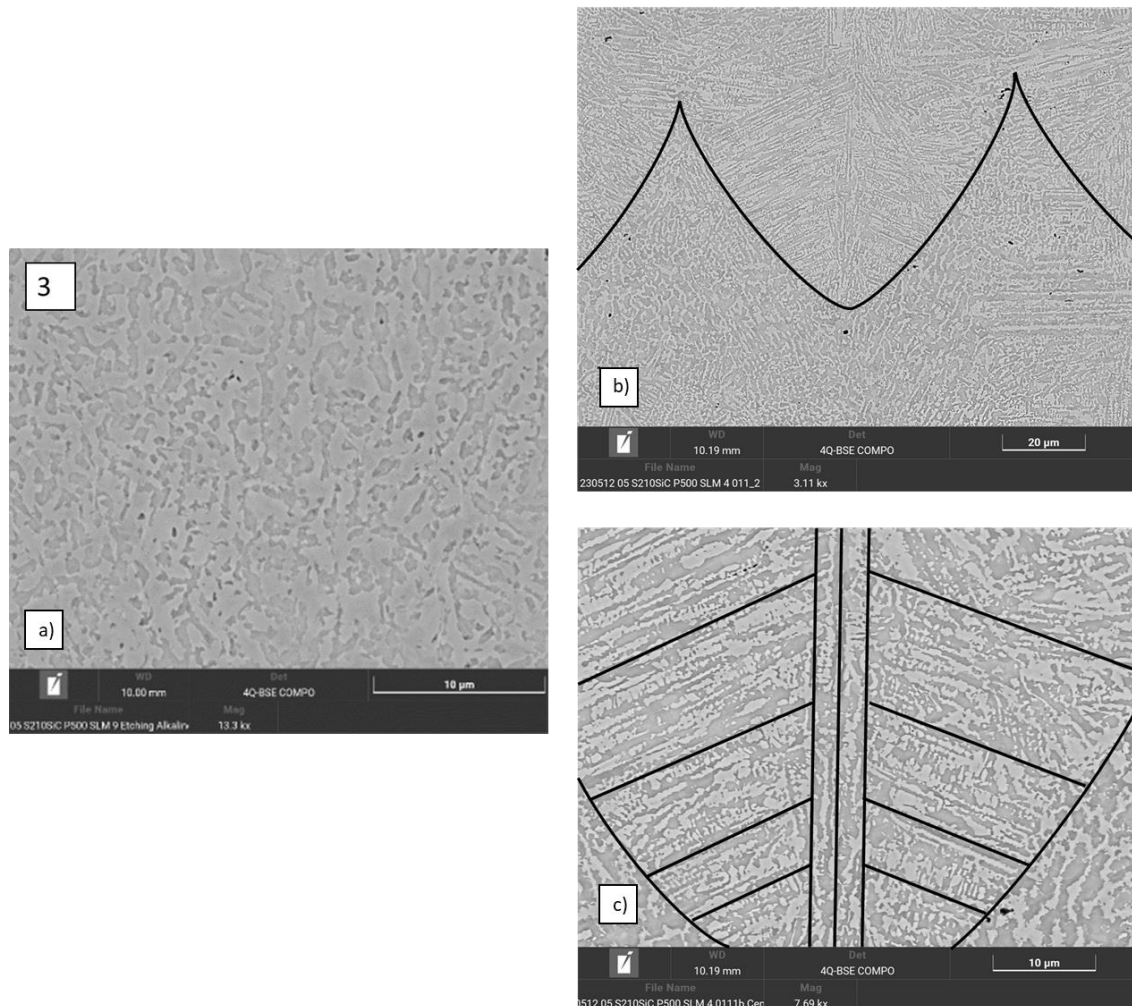 3
a)
WD Det
10.00 mm 4Q-BSE COMPO 10 µm
File Name Mag
05 S210SiC P500 SLM 9 Etching Alkalin 13.3 kx
b)
WD Det
10.19 mm 4Q-BSE COMPO 20 µm
File Name Mag
230512 05 S210SiC P500 SLM 4 011_2 3.11 kx
c)
WD Det
10.19 mm 4Q-BSE COMPO 10 µm
File Name Mag
0512 05 S210SiC P500 SLM 4 0111b Cen 7.69 kx